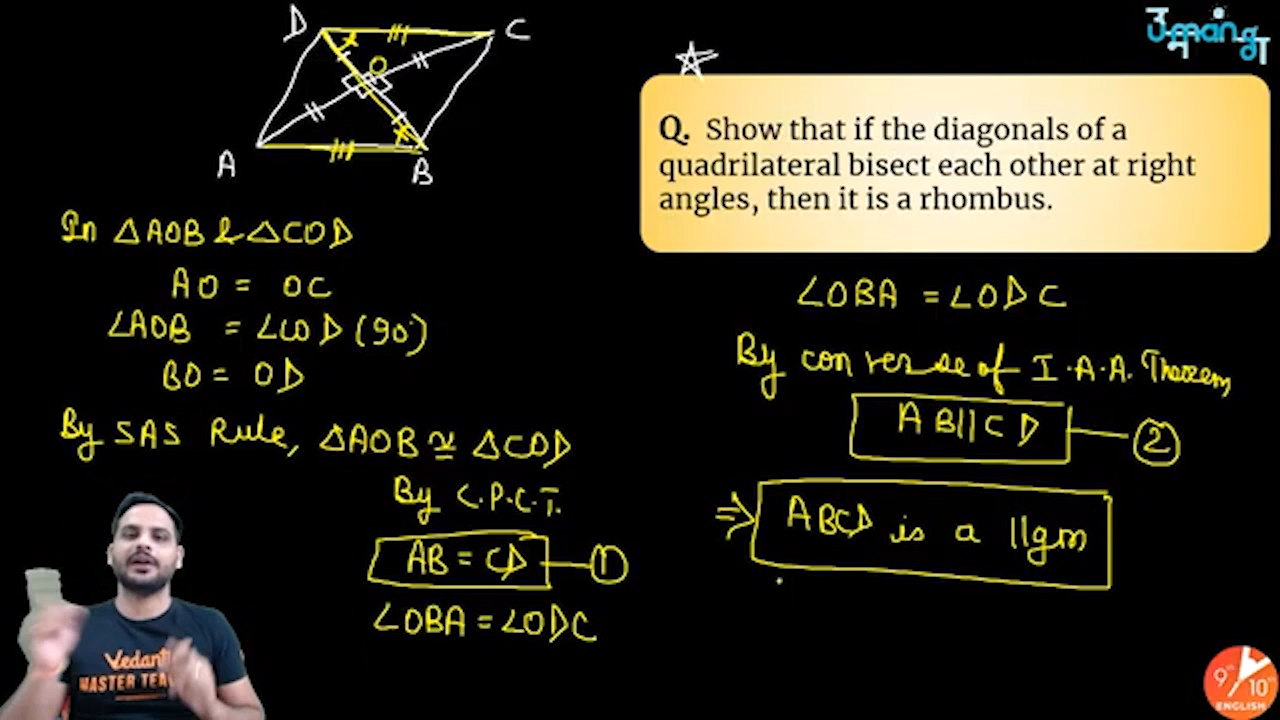 D
C
O
A
B
उमंग
Q. Show that if the diagonals of a
quadrilateral bisect each other at right
angles, then it is a rhombus.
In △AOB & △COD
AO = OC
∠AOB = ∠COD (90°)
BO = OD
By SAS Rule, △AOB ≅ △COD
By C.P.C.T.
AB = CD — ①
∠OBA = ∠ODC
∠OBA = ∠ODC
By converse of I.A.A. Theorem,
AB||CD — ②
⇒ ABCD is a ||gm
Vedant
MASTER TEA
9th
10th
ENGLISH